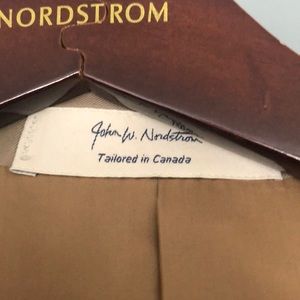 NORDSTROM
John W. Nordstrom
Tailored in Canada